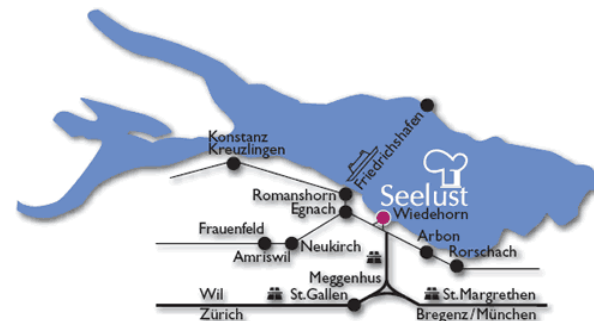 Konstanz
Kreuzlingen
Friedrichshafen
Seelust
Romanshorn
Egnach
Wiedehorn
Frauenfeld
Neukirch
Amriswil
Arbon
Rorschach
Meggenhus
Wil
St.Gallen
St.Margrethen
Zürich
Bregenz/München